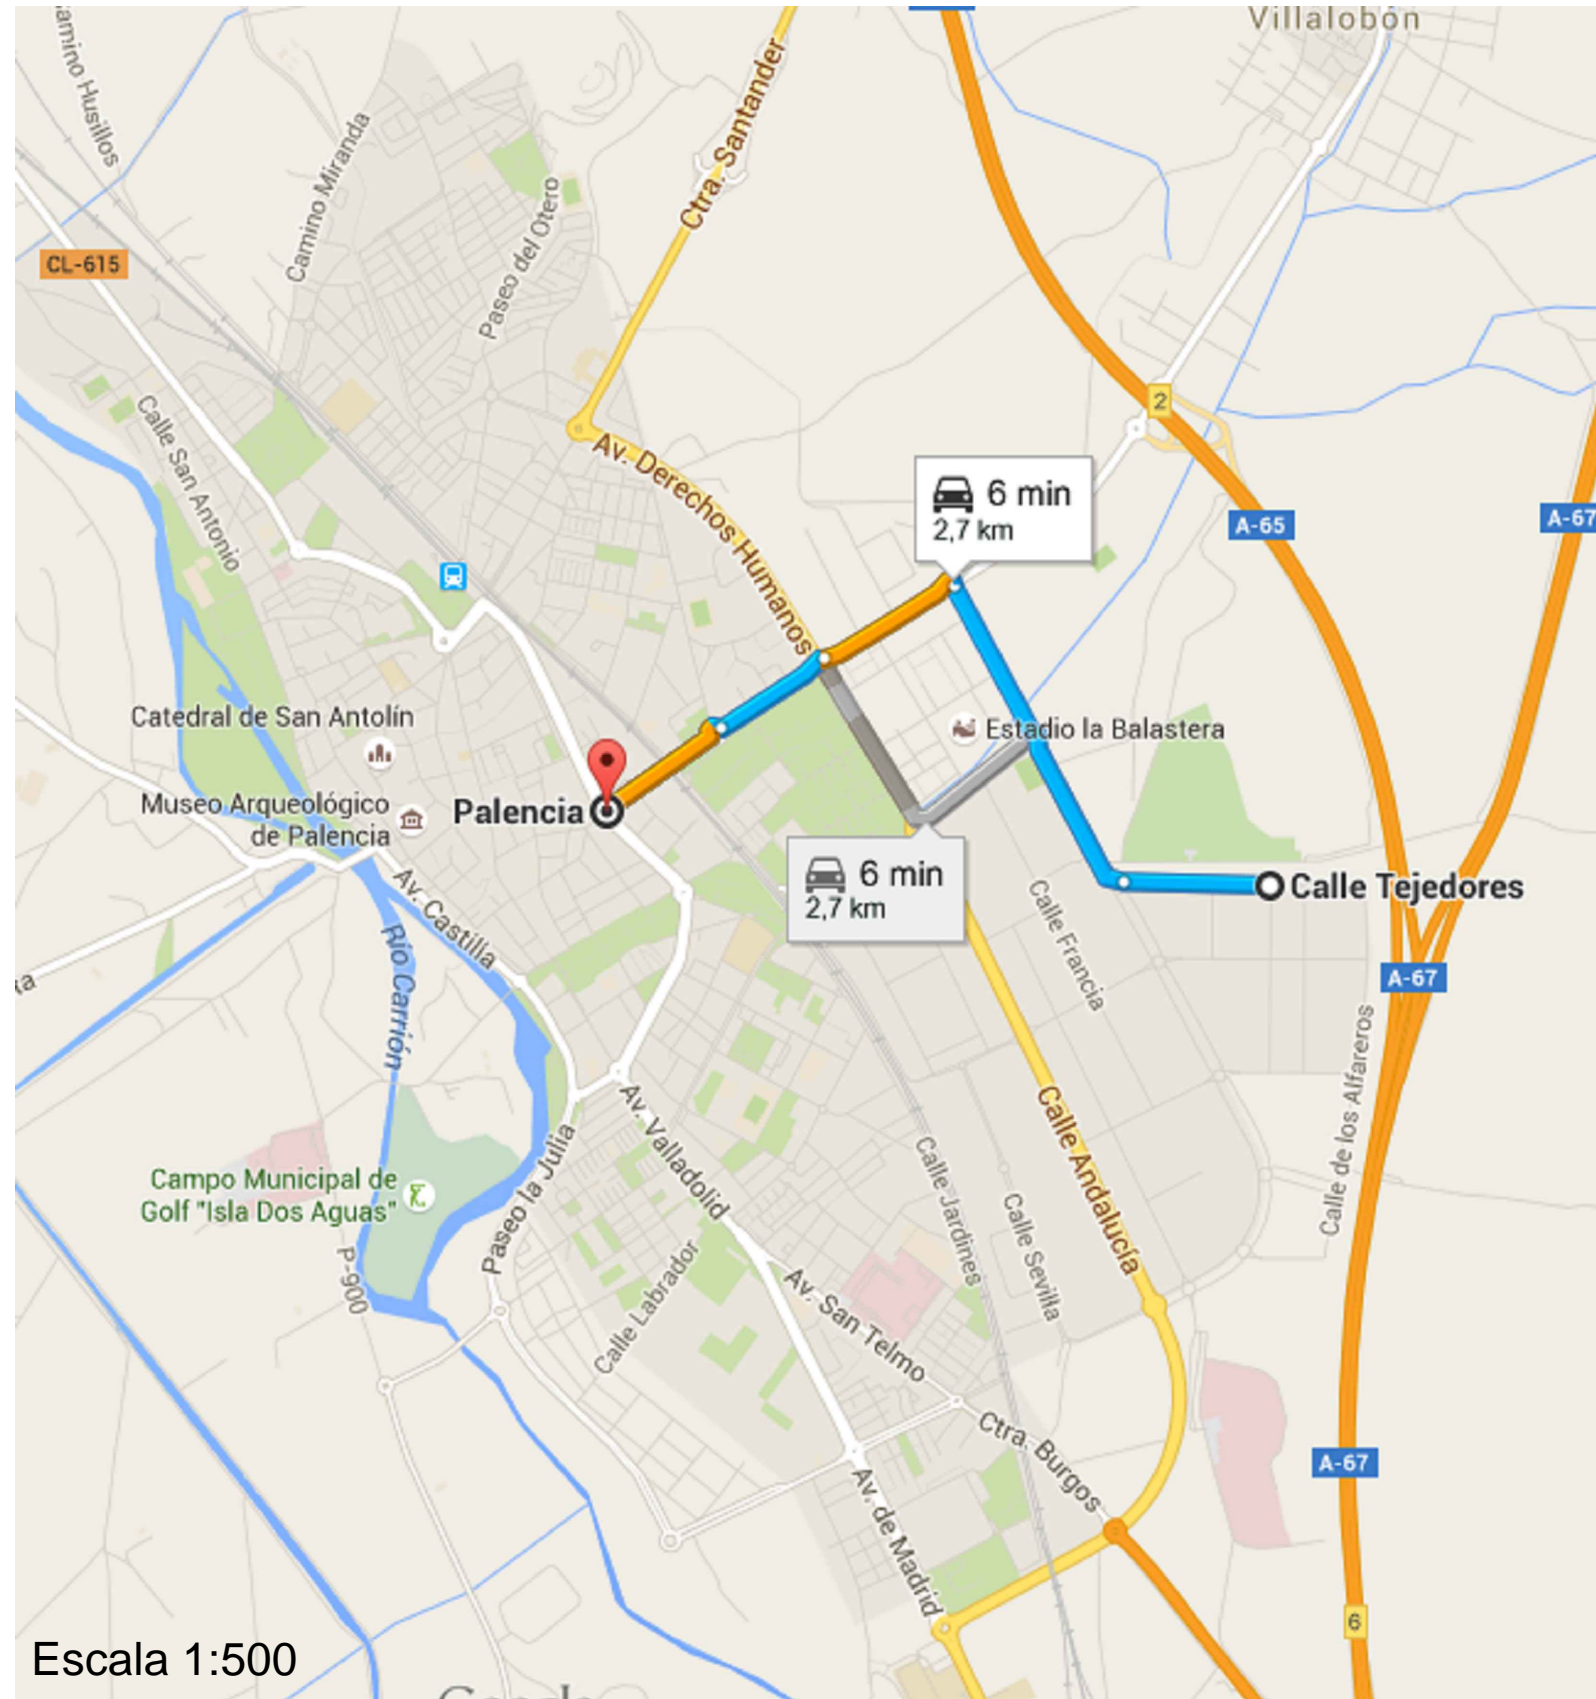 Villalobón
Camino Husillos
Ctra. Santander
Camino Miranda
Paseo del Otero
CL-615
2
Calle San Antonio
Av. Derechos Humanos
6 min
2,7 km
A-65
A-67
Catedral de San Antolín
Estadio la Balastera
Museo Arqueológico
de Palencia
Palencia
6 min
2,7 km
Calle Tejedores
Av. Castilla
Calle Francia
Río Carrión
A-67
Calle de los Alfareros
Av. Valladolid
Calle Andalucía
Paseo la Julia
Calle Jardines
Campo Municipal de
Golf "Isla Dos Aguas"
Calle Sevilla
P-900
Calle Labrador
Av. San Telmo
Ctra. Burgos
A-67
Av. de Madrid
6
Escala 1:500